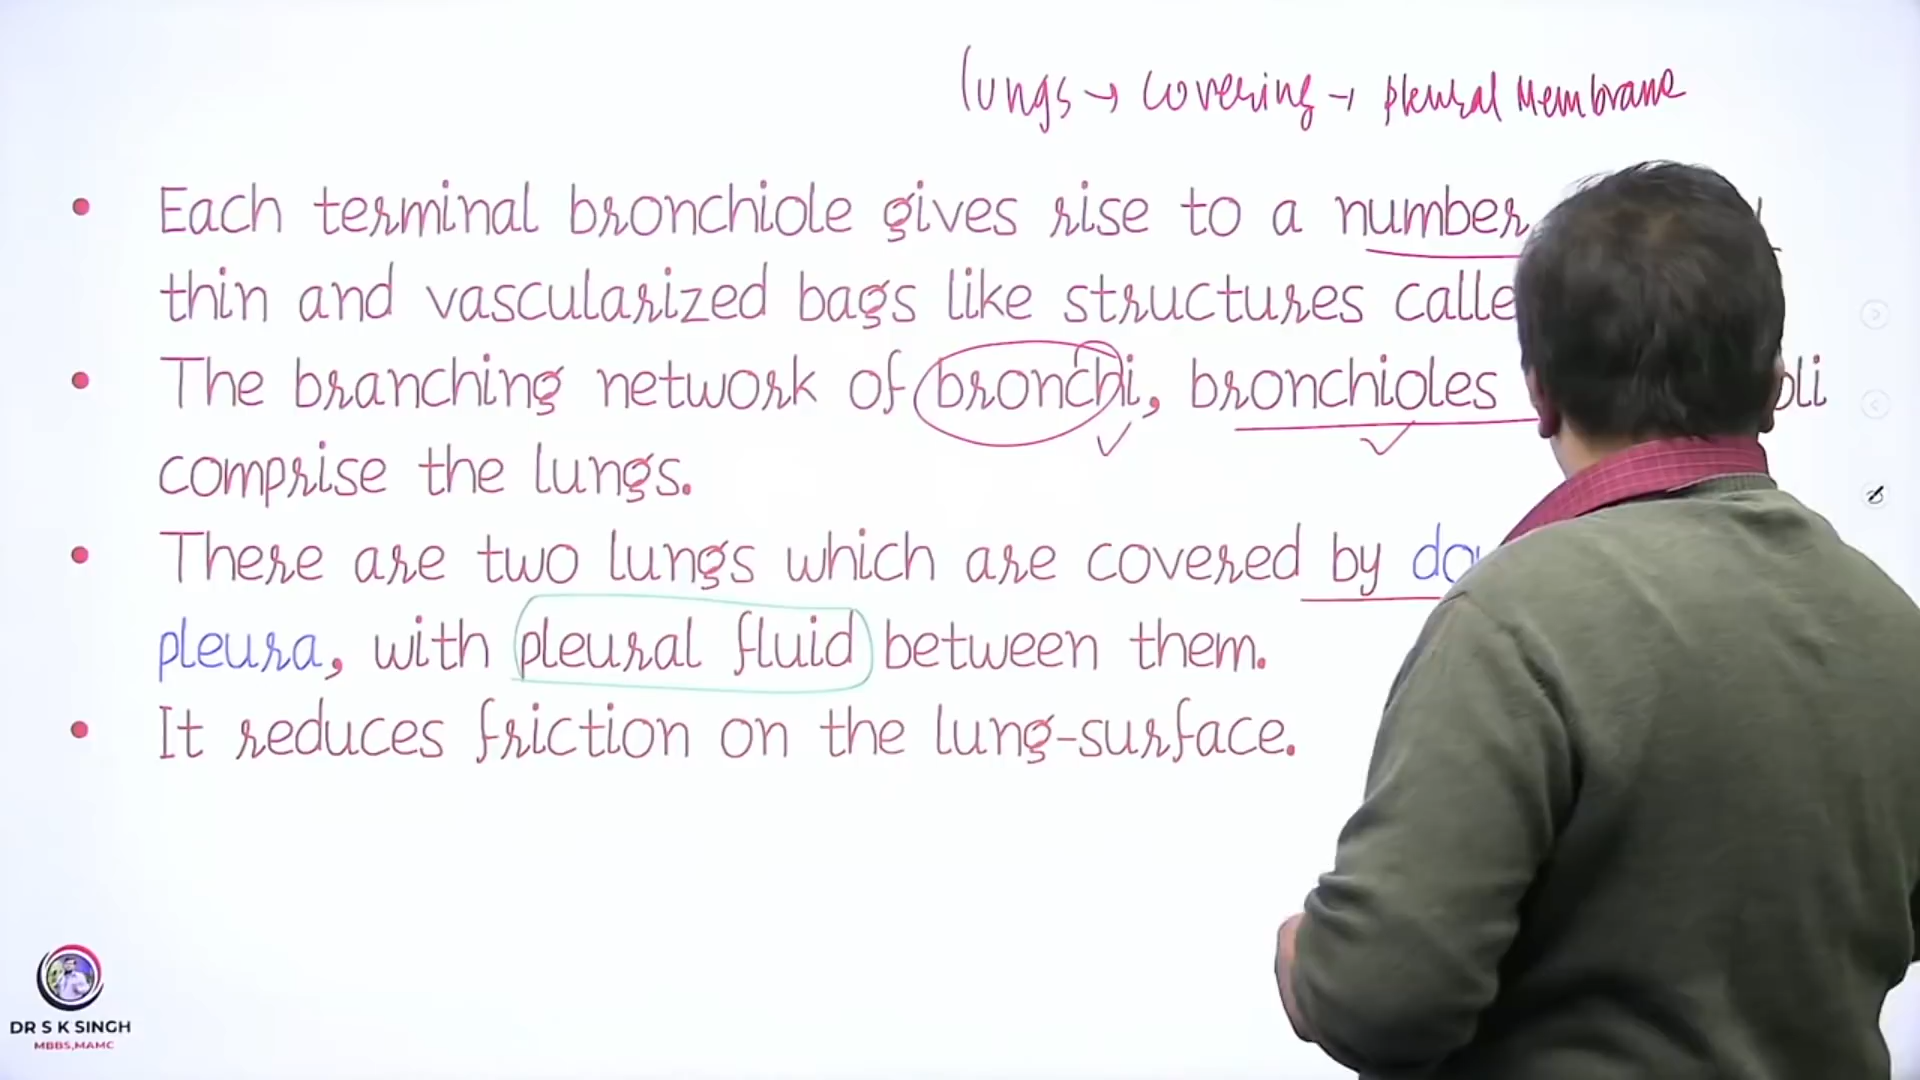 lungs → covering → pleural Membrane
• Each terminal bronchiole gives rise to a number
thin and vascularized bags like structures calle
• The branching network of bronchi, bronchioles oli
comprise the lungs.
• There are two lungs which are covered by dou
pleura, with pleural fluid between them.
• It reduces friction on the lung-surface.
DR S K SINGH
MBBS,MAMC